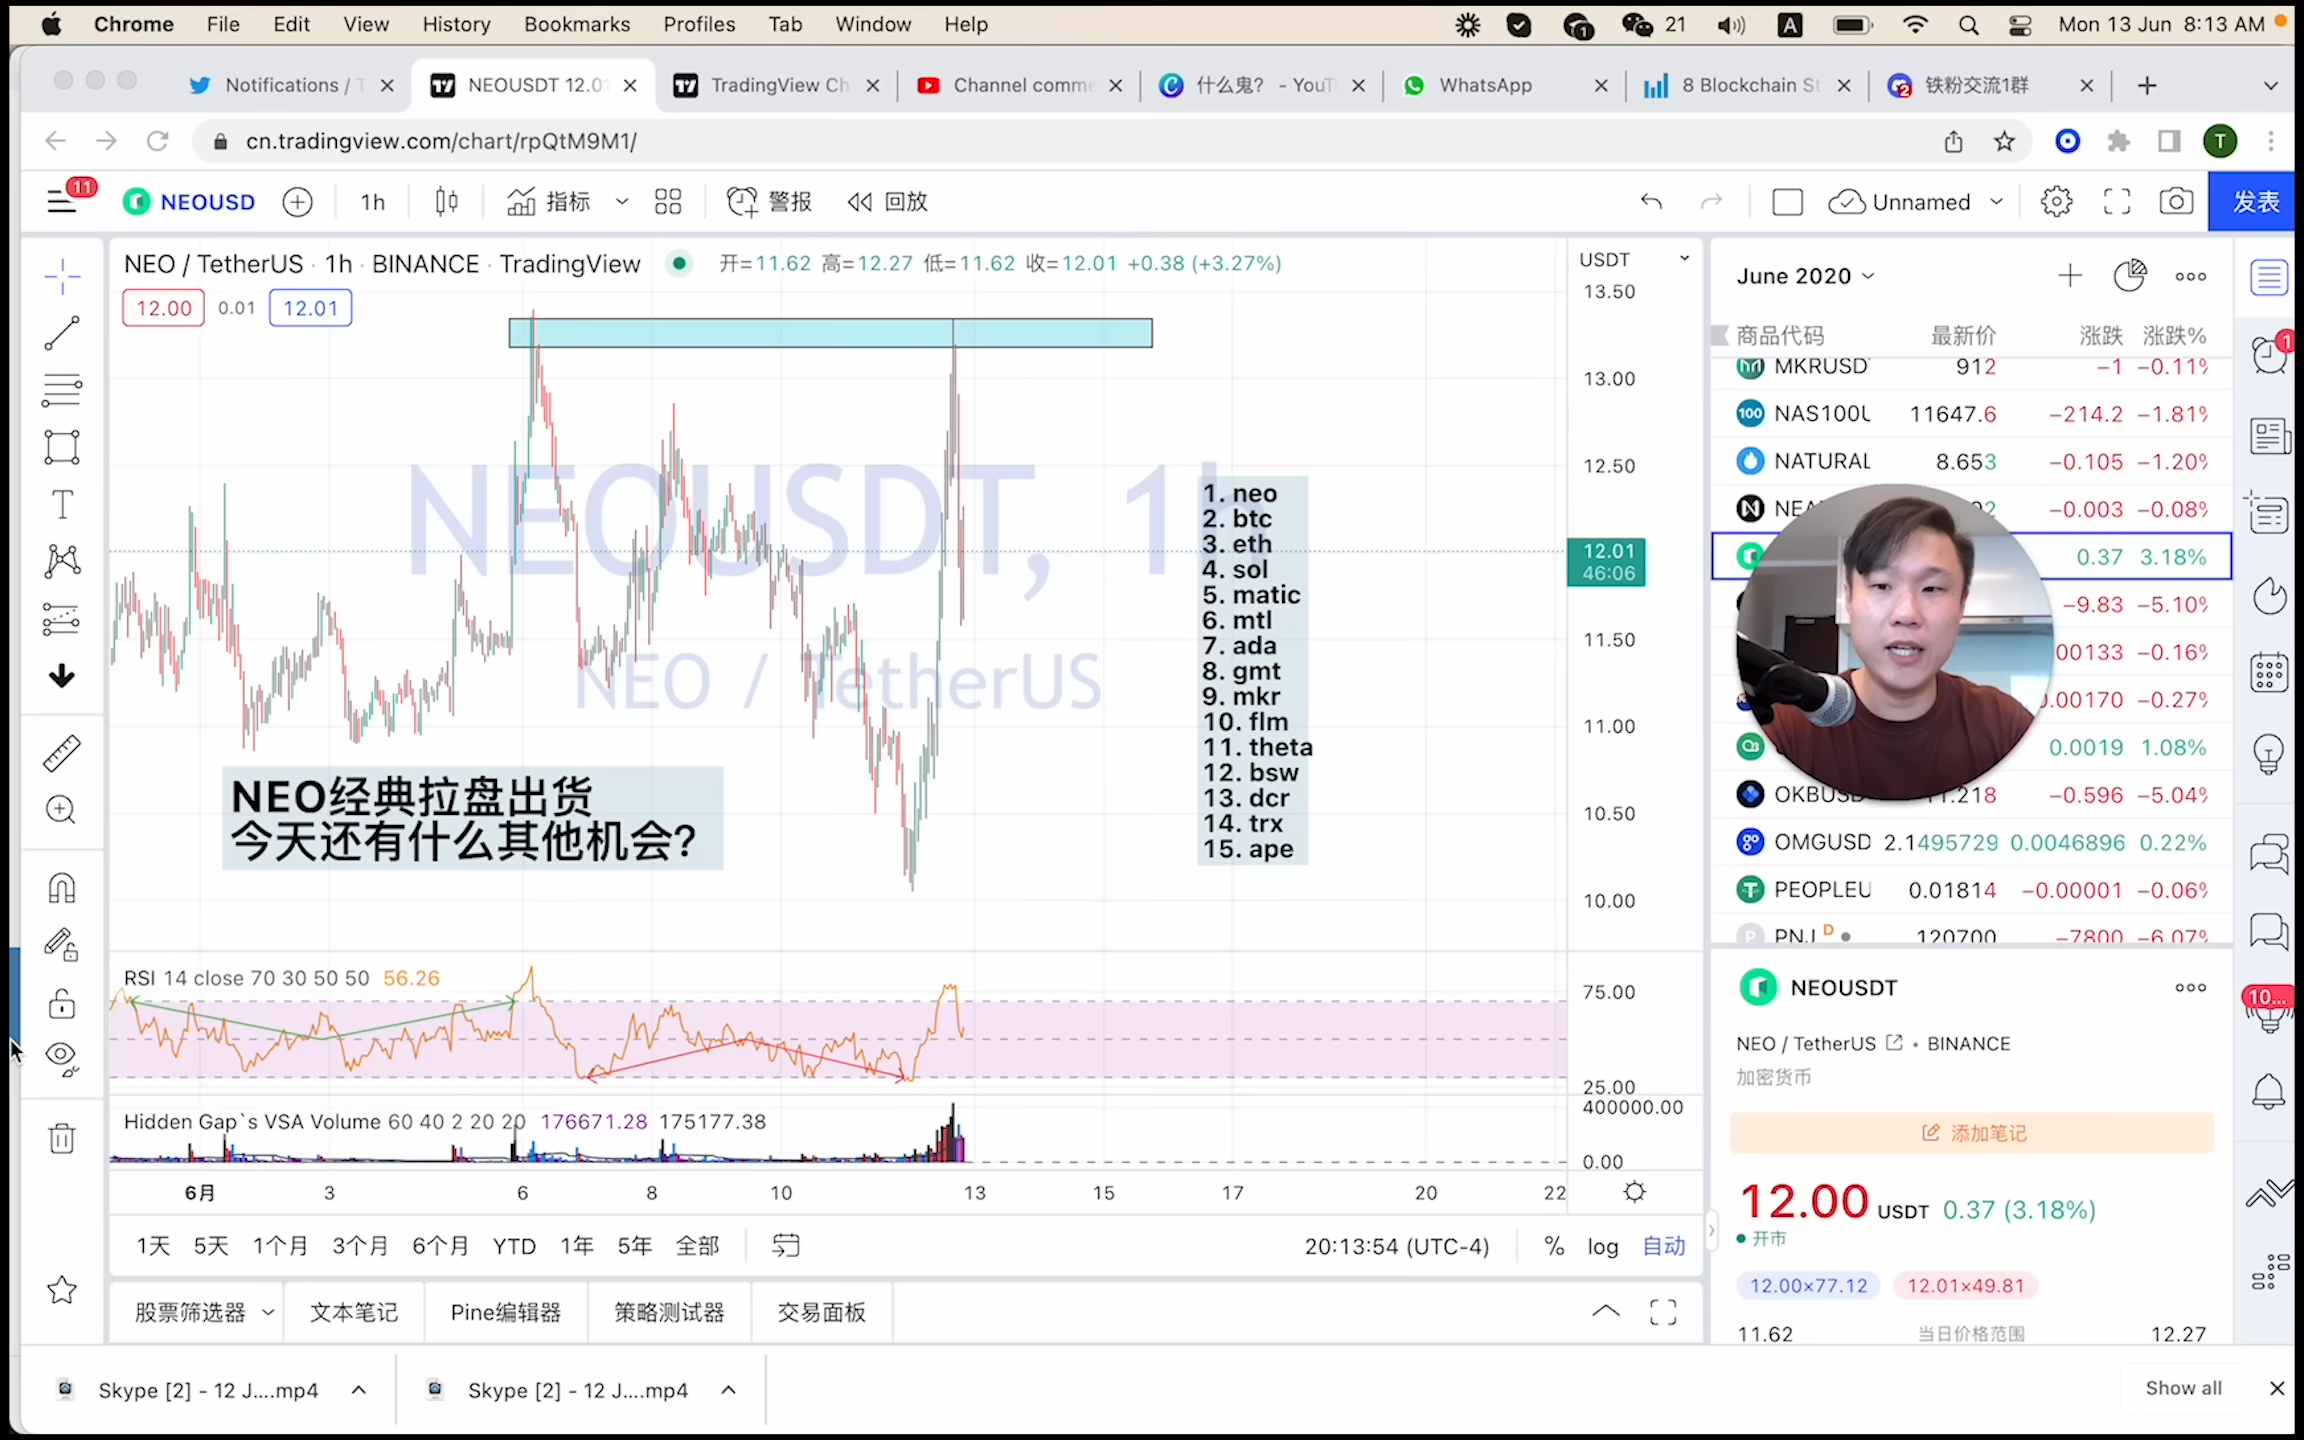 Chrome File Edit View History Bookmarks Profiles Tab Window Help 21 A Mon 13 Jun 8:13 AM
Notifications / T NEOUSDT 12.01 TradingView Ch Channel comme 什么鬼? - YouT WhatsApp 8 Blockchain St 铁粉交流1群
cn.tradingview.com/chart/rpQtM9M1/ T
11 NEOUSD 1h 指标 警报 回放 Unnamed 发表
NEO / TetherUS · 1h · BINANCE · TradingView 开=11.62 高=12.27 低=11.62 收=12.01 +0.38 (+3.27%)
12.00 0.01 12.01
USDT
13.50
13.00
12.50
12.01
46:06
11.50
11.00
10.50
10.00
NEOUSDT, 1h
NEO / TetherUS
1. neo
2. btc
3. eth
4. sol
5. matic
6. mtl
7. ada
8. gmt
9. mkr
10. flm
11. theta
12. bsw
13. dcr
14. trx
15. ape
NEO经典拉盘出货
今天还有什么其他机会?
RSI 14 close 70 30 50 50 56.26
75.00
25.00
Hidden Gap`s VSA Volume 60 40 2 20 20 176671.28 175177.38
400000.00
0.00
6月 3 6 8 10 13 15 17 20 22
1天 5天 1个月 3个月 6个月 YTD 1年 5年 全部 20:13:54 (UTC-4) % log 自动
股票筛选器 文本笔记 Pine编辑器 策略测试器 交易面板
June 2020
商品代码 最新价 涨跌 涨跌%
MKRUSD 912 −1 −0.11%
NAS100U 11647.6 −214.2 −1.81%
NATURAL 8.653 −0.105 −1.20%
NEA 2 −0.003 −0.08%
0.37 3.18%
−9.83 −5.10%
00133 −0.16%
0.00170 −0.27%
0.0019 1.08%
OKBUSD 11.218 −0.596 −5.04%
OMGUSD 2.1495729 0.0046896 0.22%
PEOPLEU 0.01814 −0.00001 −0.06%
PNJ D 120700 −7800 −6.07%
NEOUSDT
NEO / TetherUS • BINANCE
加密货币
添加笔记
12.00 USDT 0.37 (3.18%)
开市
12.00×77.12 12.01×49.81
11.62 当日价格范围 12.27
1
10...
Skype [2] - 12 J....mp4 Skype [2] - 12 J....mp4 Show all